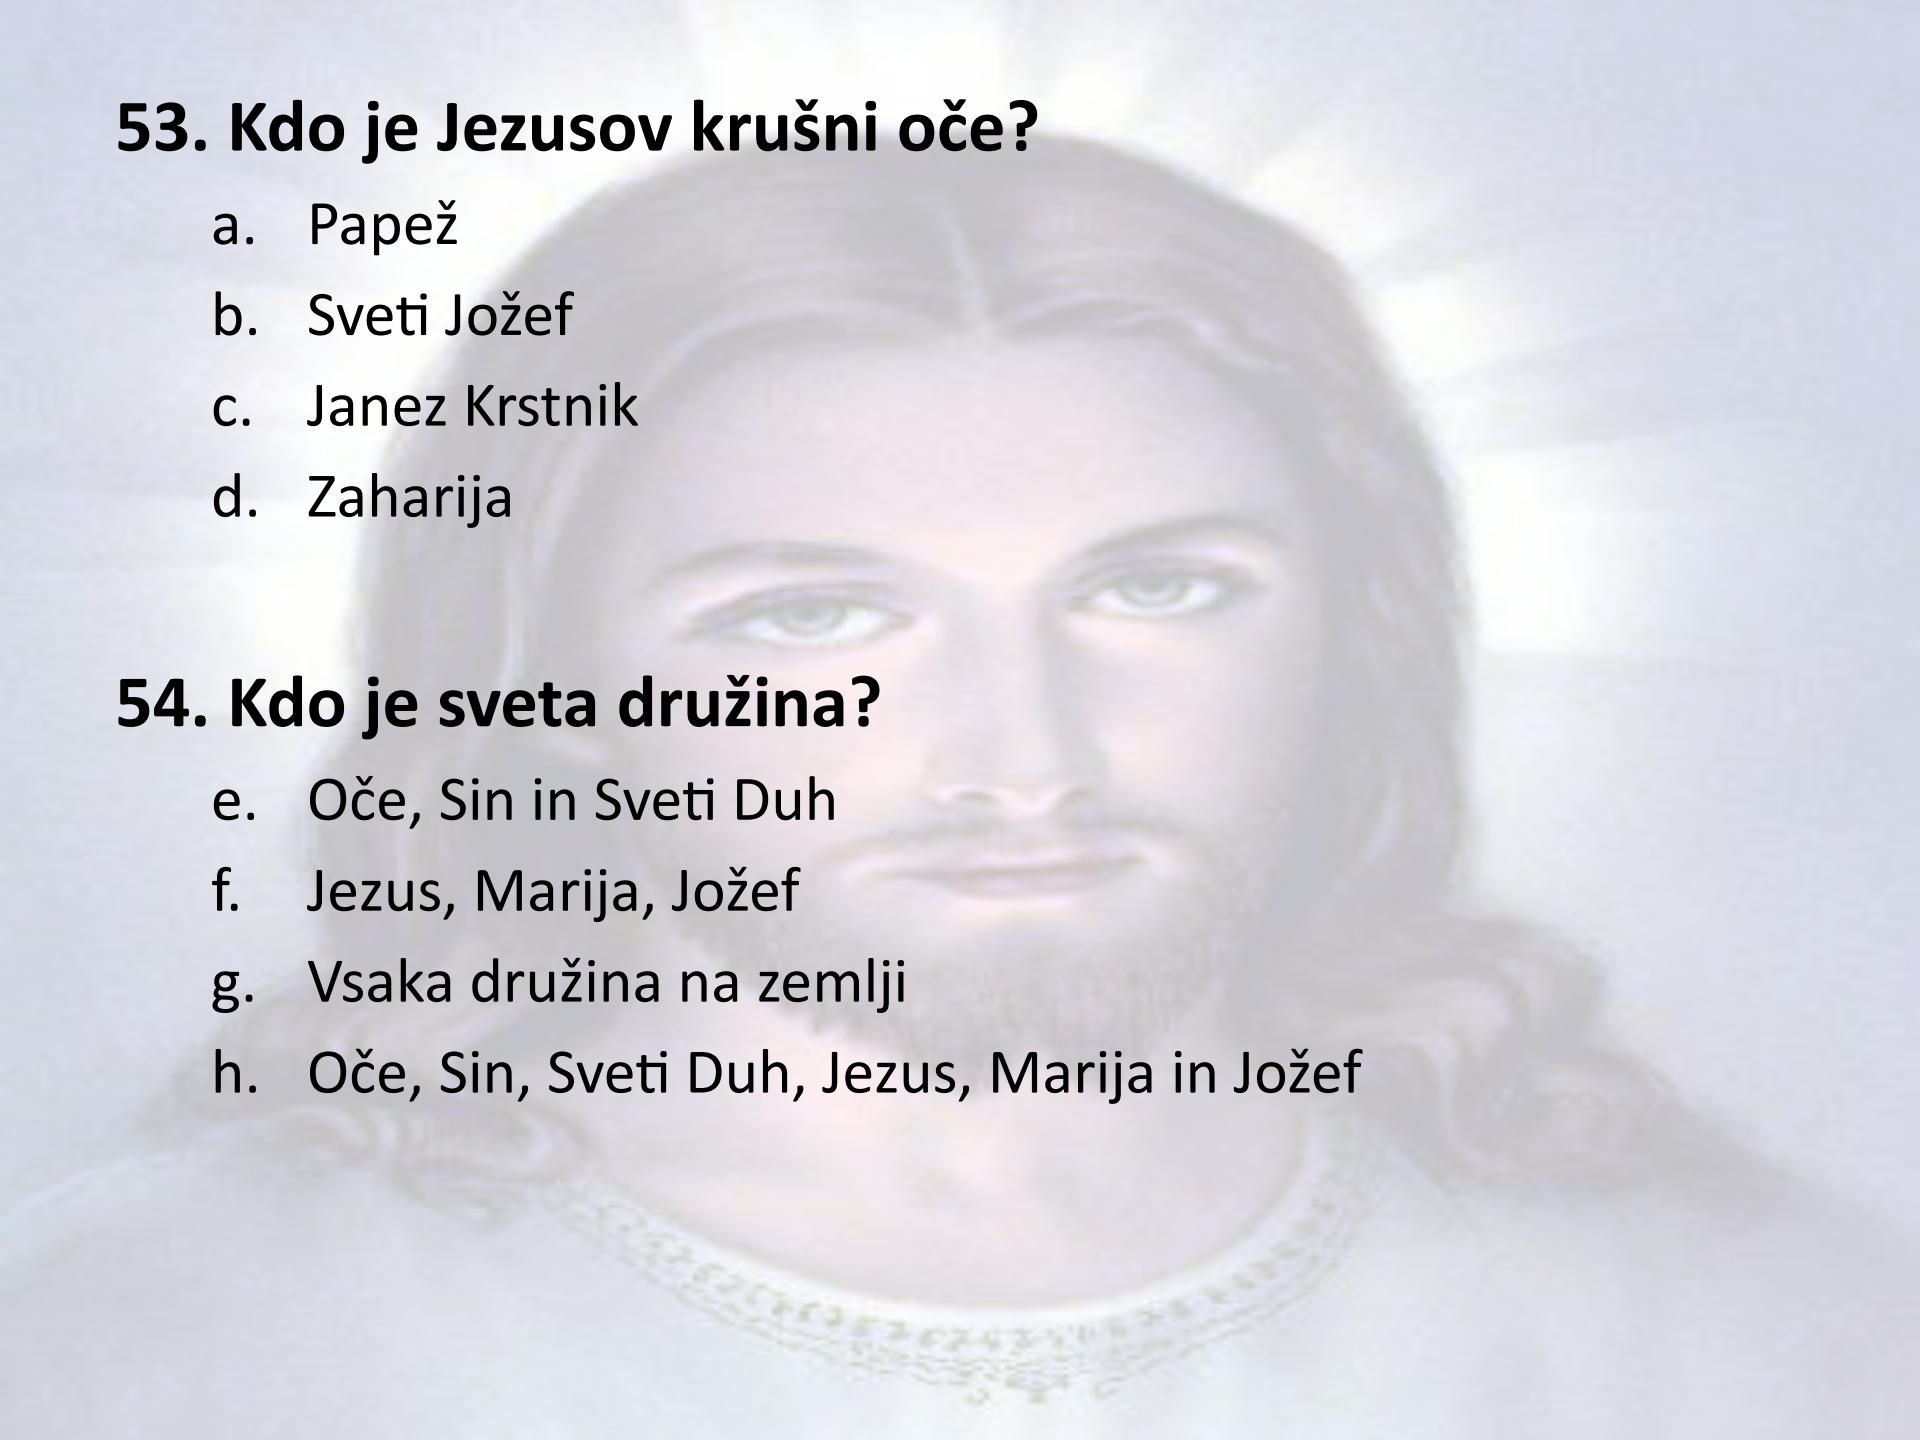 53. Kdo je Jezusov krušni oče?
a. Papež
b. Sveti Jožef
c. Janez Krstnik
d. Zaharija
54. Kdo je sveta družina?
e. Oče, Sin in Sveti Duh
f. Jezus, Marija, Jožef
g. Vsaka družina na zemlji
h. Oče, Sin, Sveti Duh, Jezus, Marija in Jožef